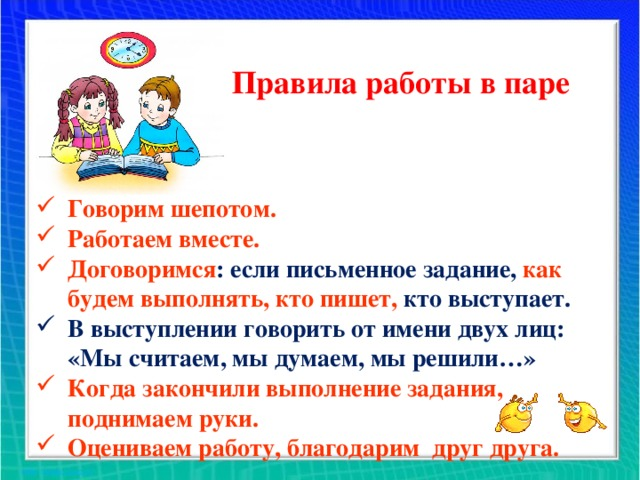 Правила работы в паре
Говорим шепотом.
Работаем вместе.
Договоримся: если письменное задание, как
будем выполнять, кто пишет, кто выступает.
В выступлении говорить от имени двух лиц:
«Мы считаем, мы думаем, мы решили…»
Когда закончили выполнение задания,
поднимаем руки.
Оцениваем работу, благодарим друг друга.